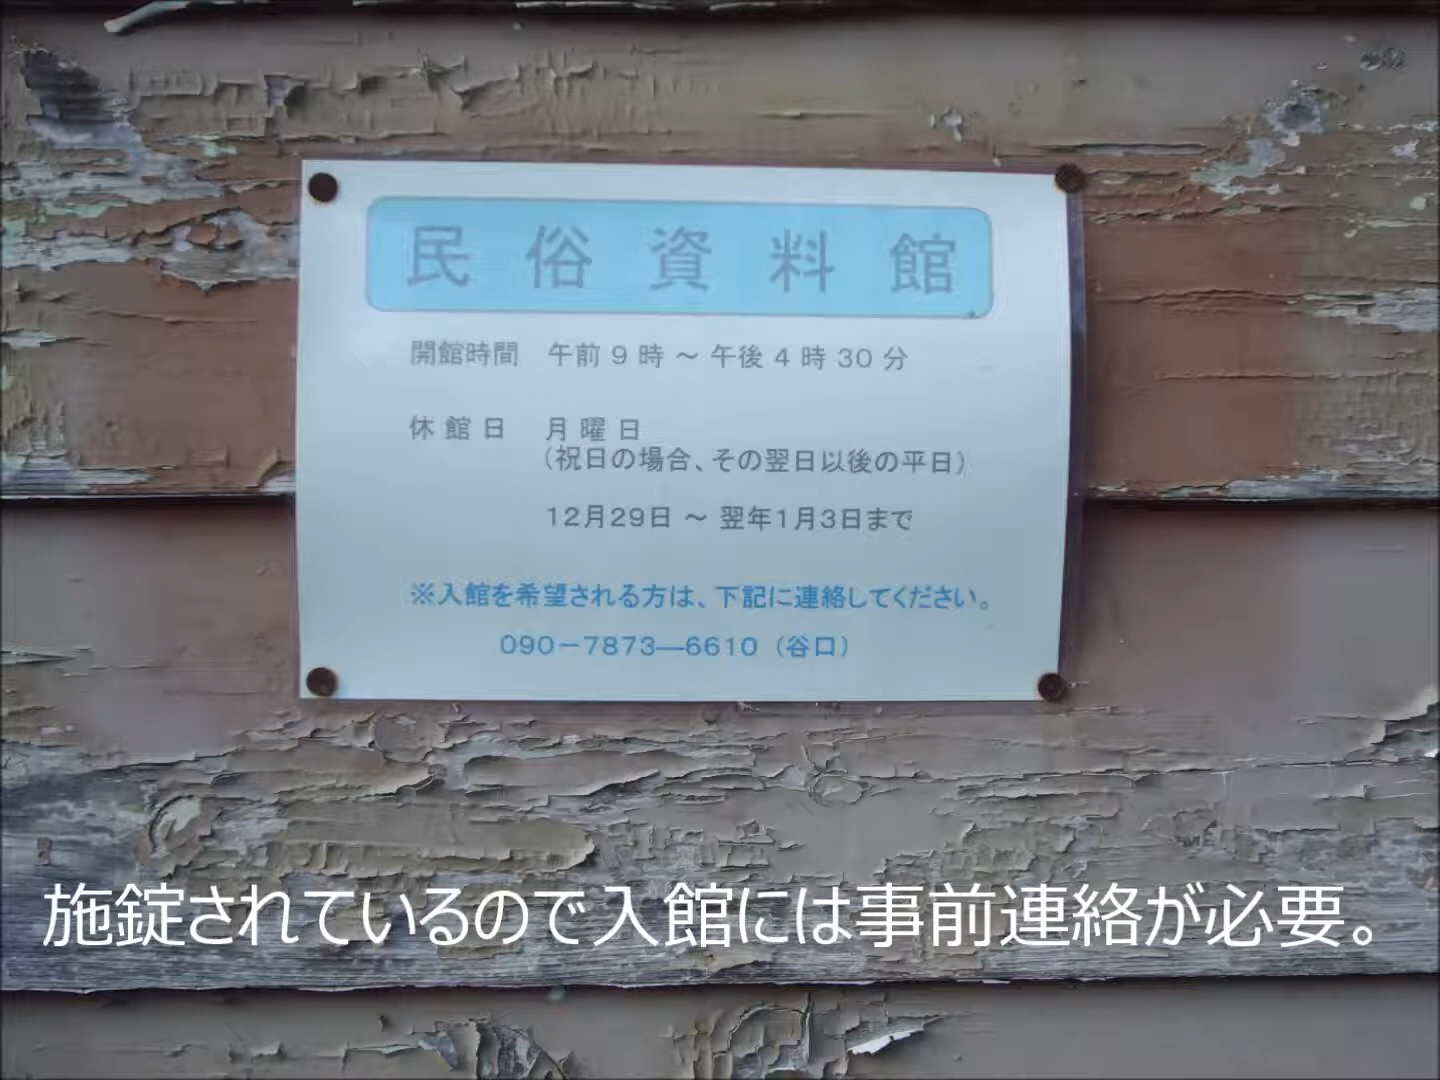 民俗資料館
開館時間 午前9時～午後4時30分
休館日 月曜日
（祝日の場合、その翌日以後の平日）
12月29日～翌年1月3日まで
※入館を希望される方は、下記に連絡してください。
090－7873―6610（谷口）
施錠されているので入館には事前連絡が必要。